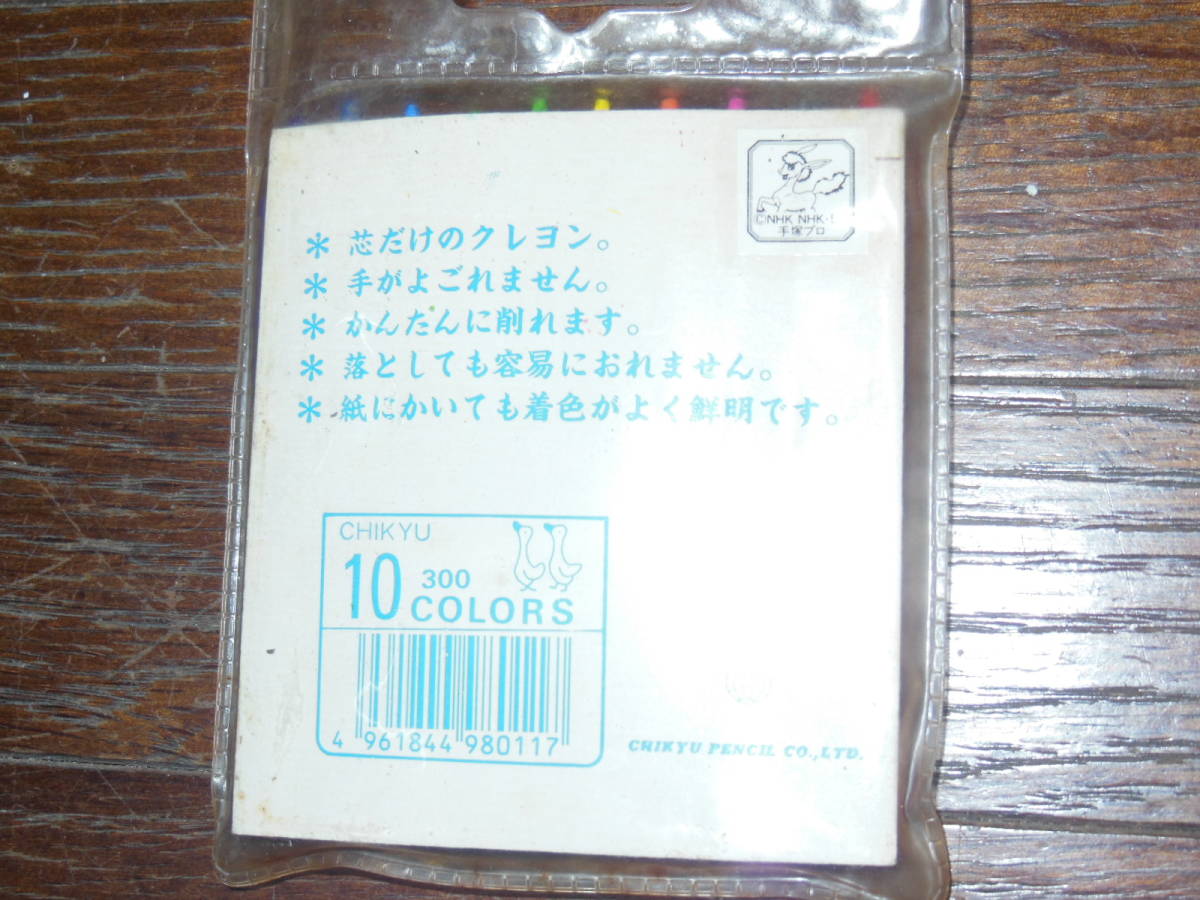 ©NHK NHK・
手塚プロ
* 芯だけのクレヨン。
* 手がよごれません。
* かんたんに削れます。
* 落としても容易におれません。
* 紙にかいても着色がよく鮮明です。
CHIKYU
10 300
COLORS
4 961844 980117
CHIKYU PENCIL CO.,LTD.